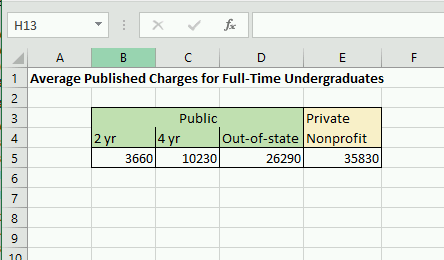 H13 fx
A B C D E F
1 Average Published Charges for Full-Time Undergraduates
2
3 Public Private
4 2 yr 4 yr Out-of-state Nonprofit
5 3660 10230 26290 35830
6
7
8
9
10